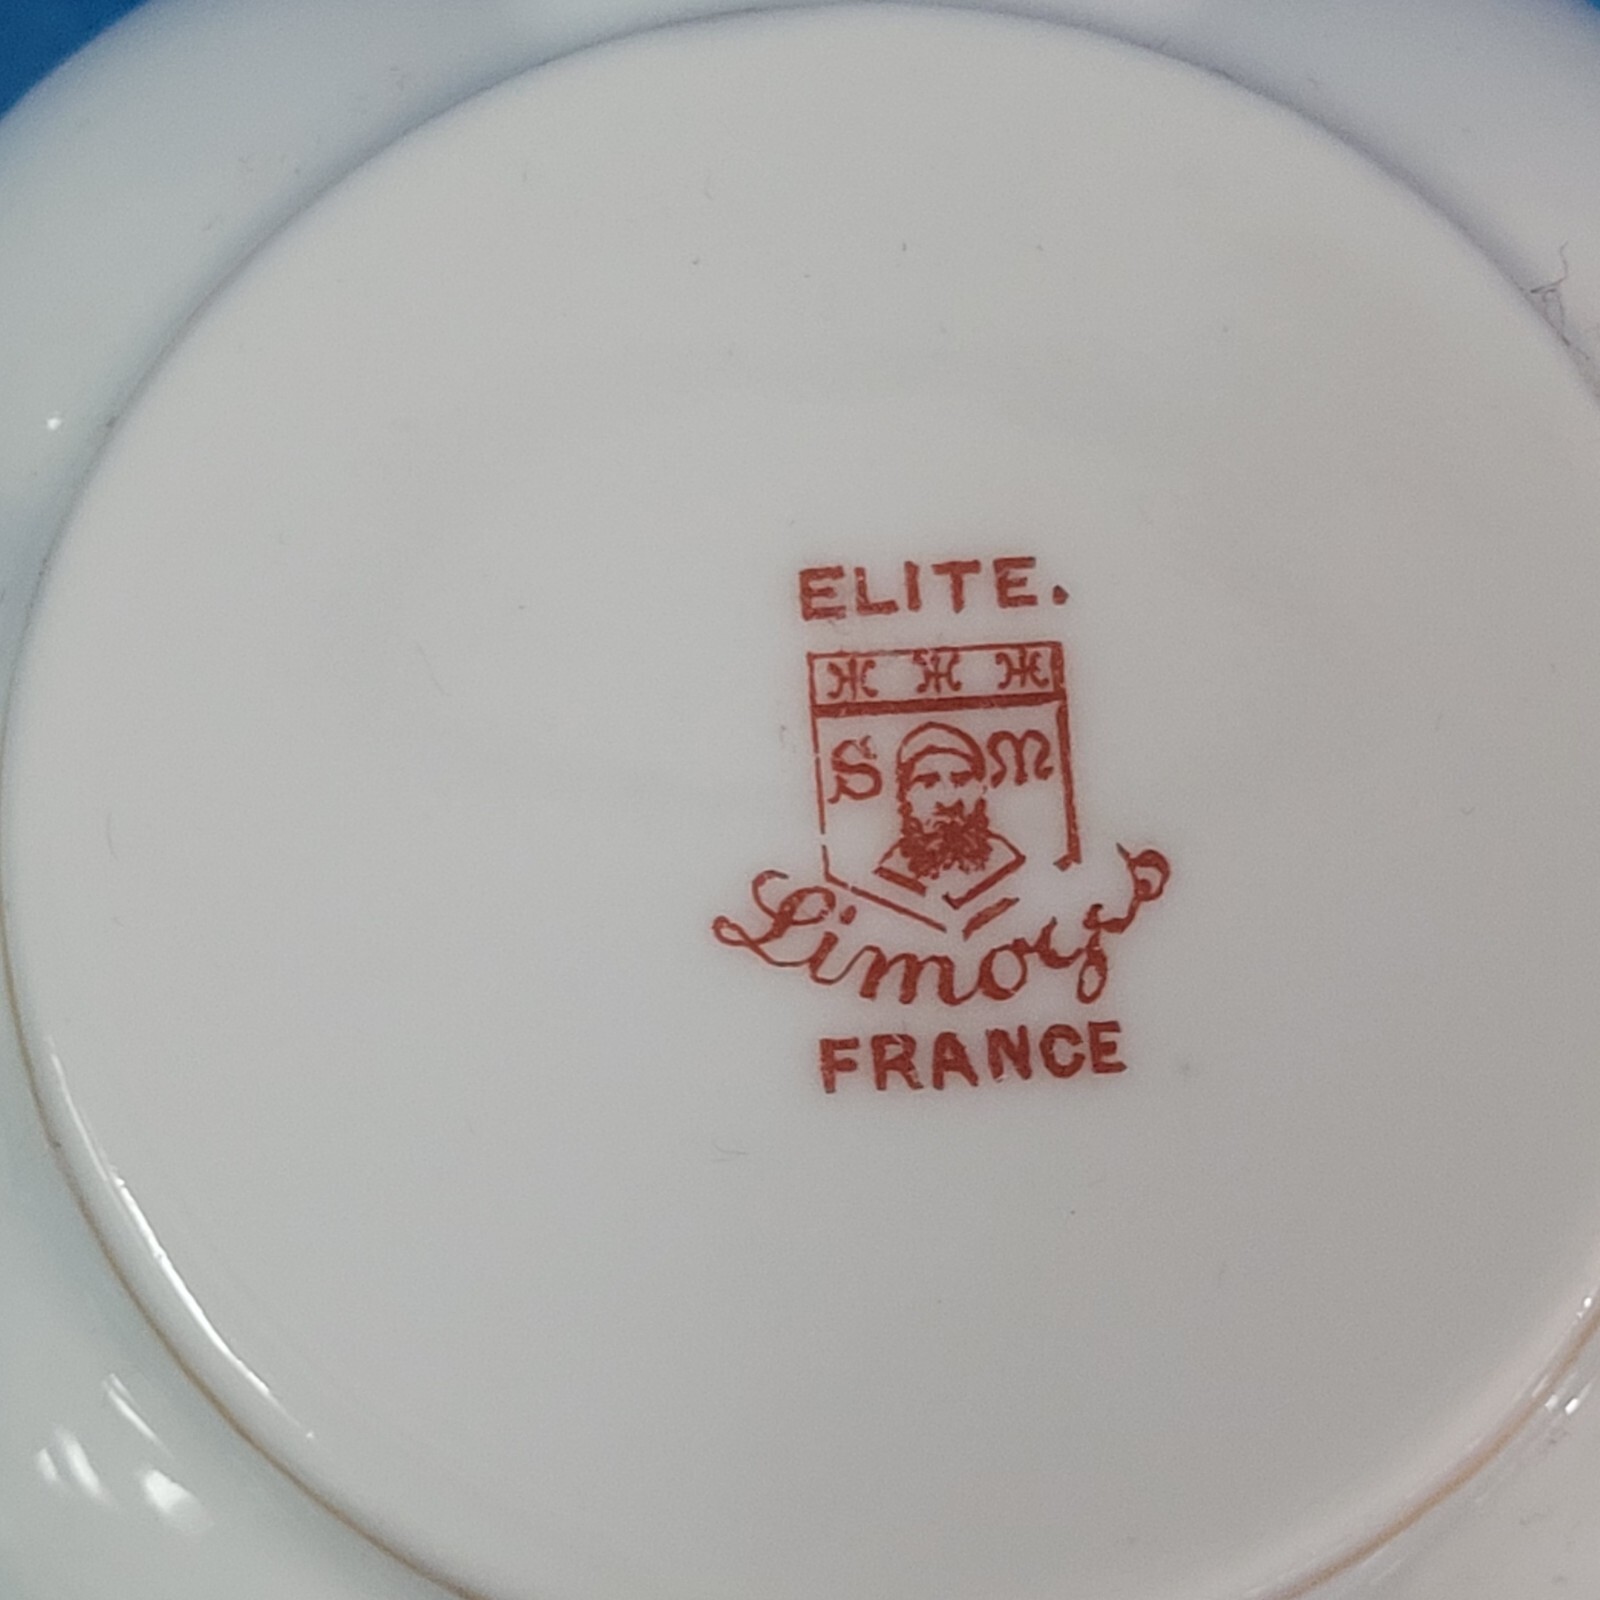 ELITE.
S M
Limoges
FRANCE